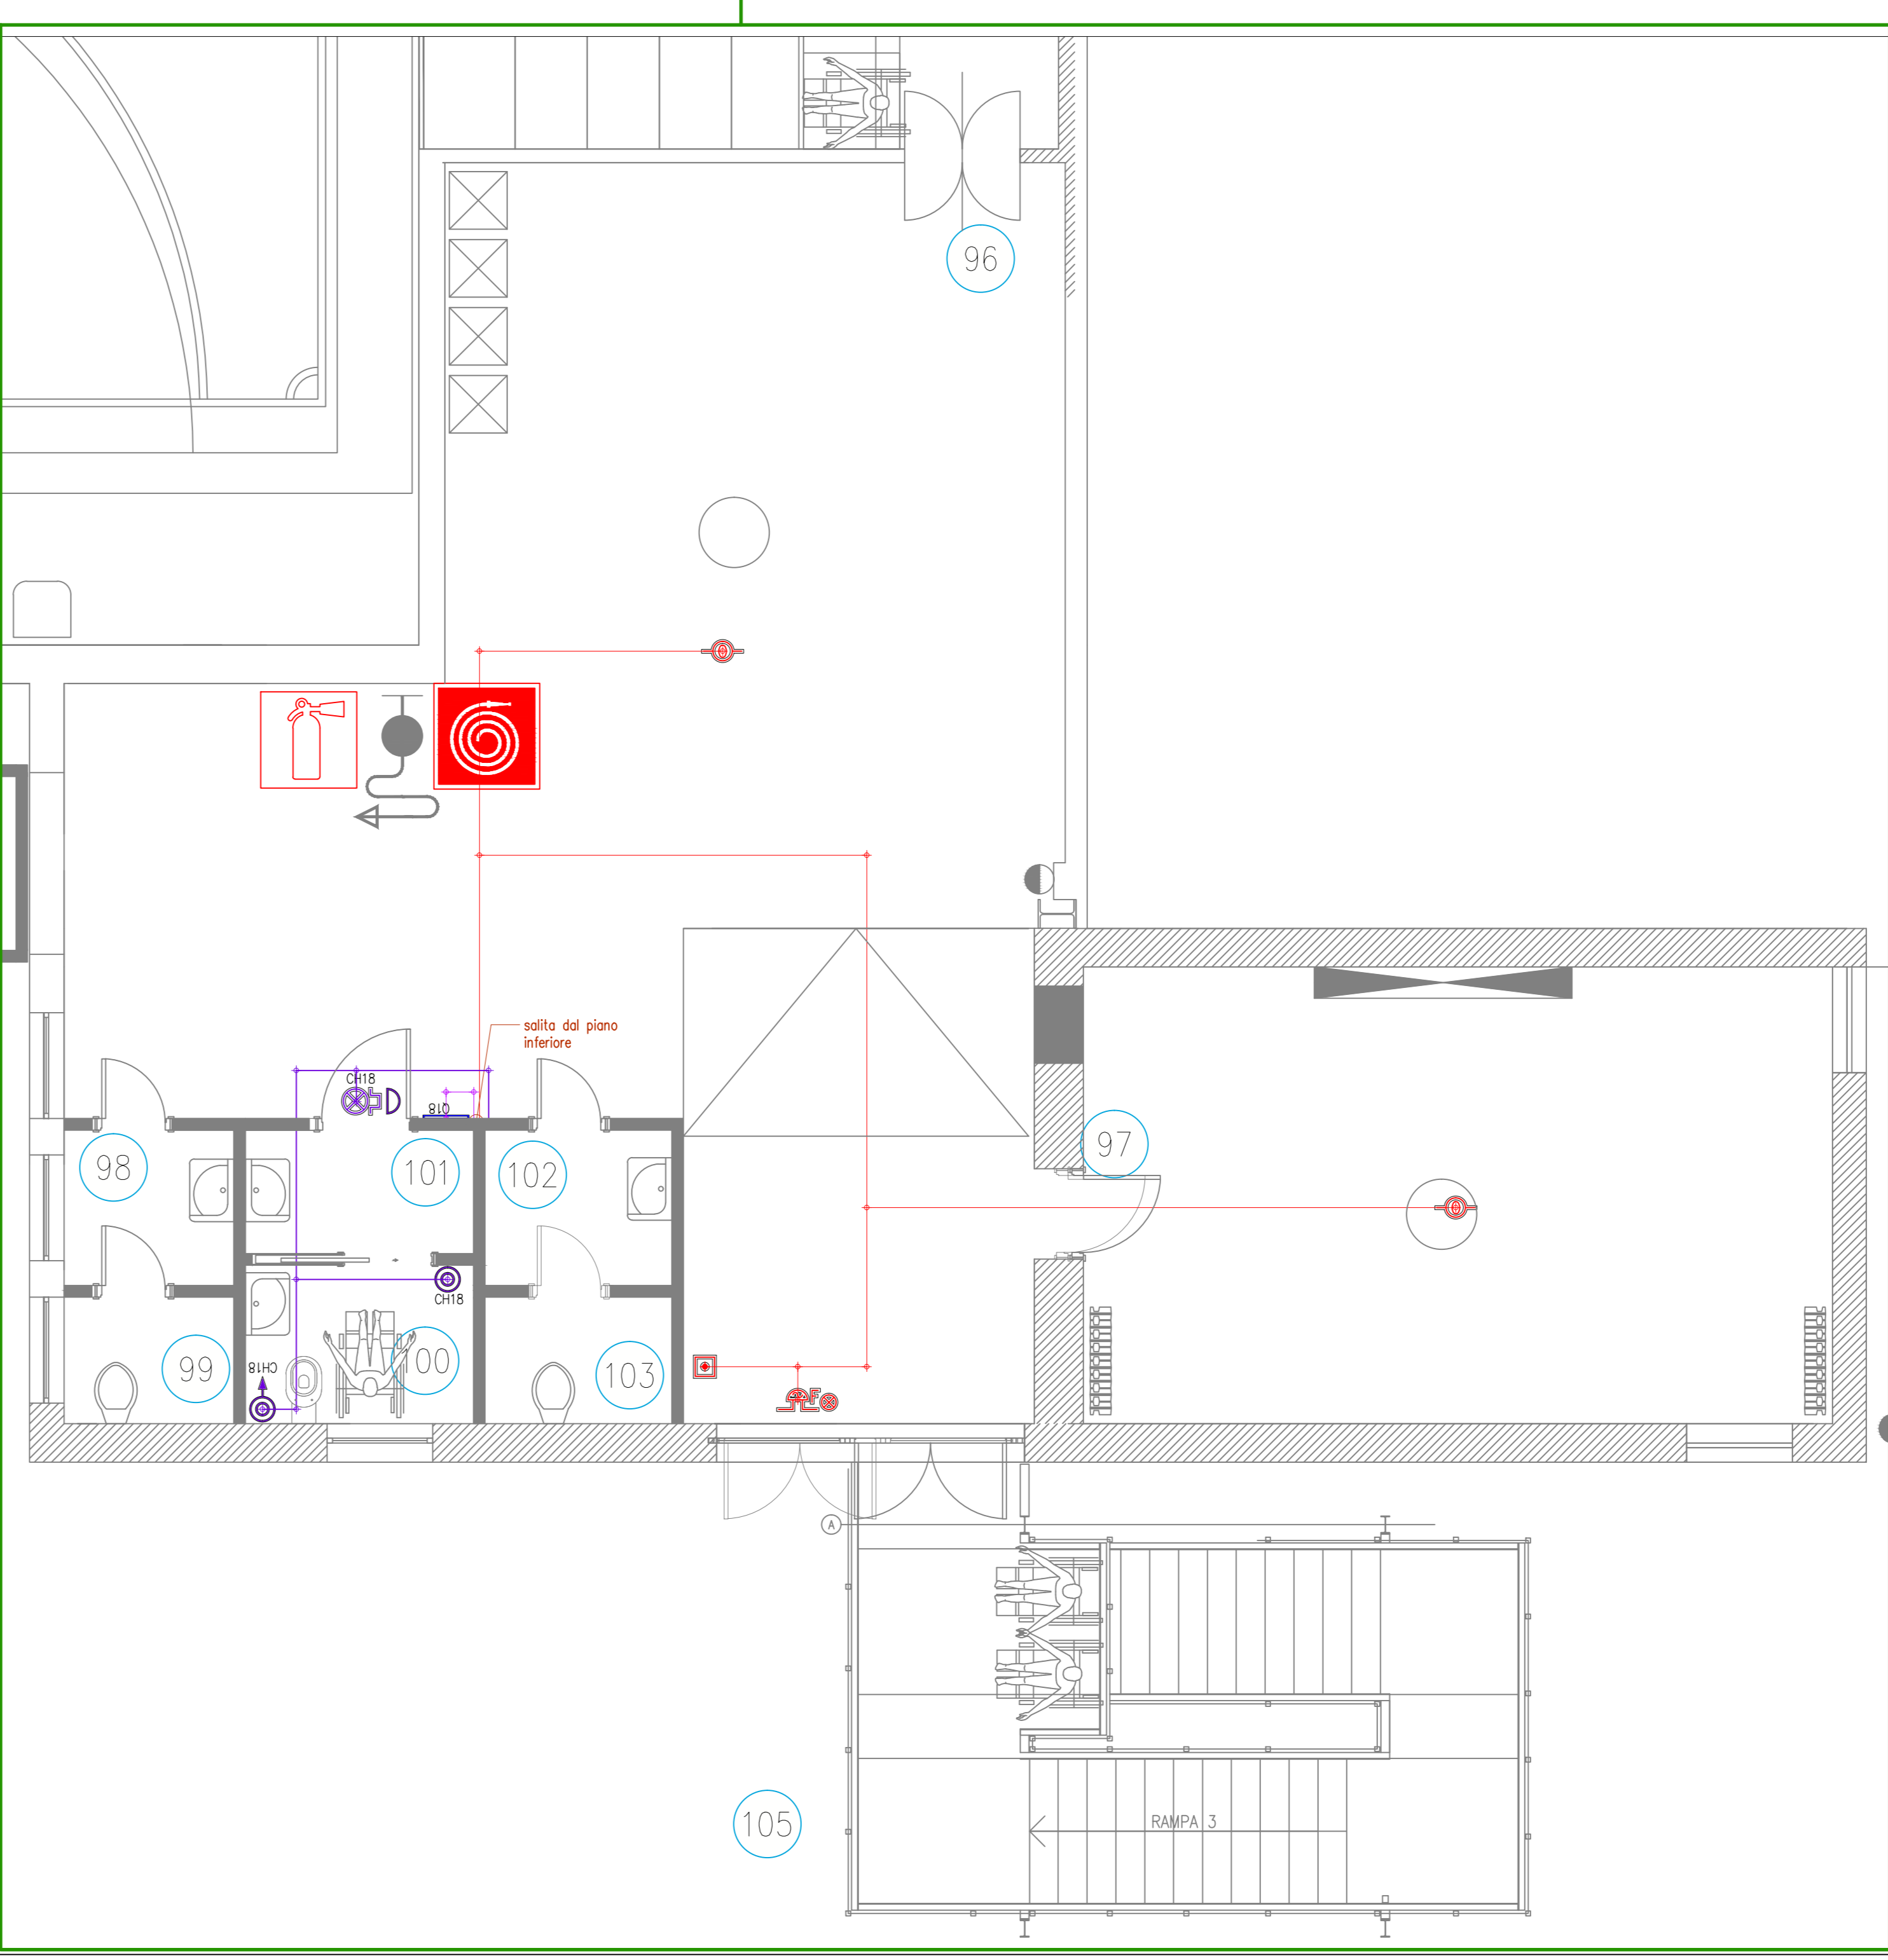 96
salita dal piano
inferiore
CH18
Q18
98
101
102
97
CH18
CH18
99
100
103
F
A
RAMPA 3
105